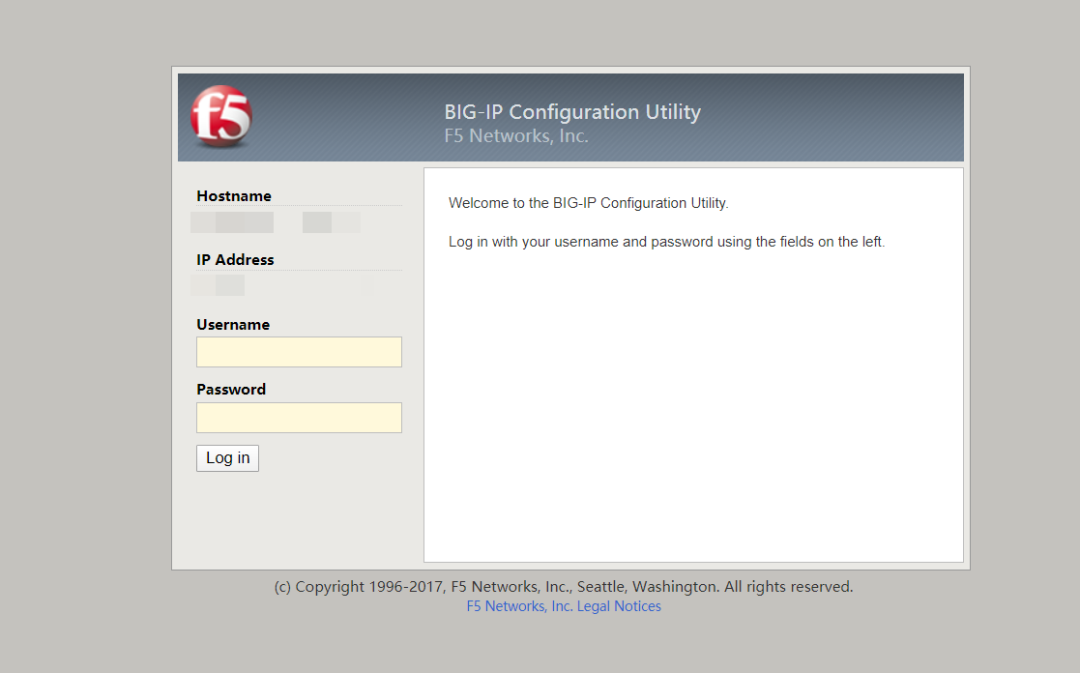 f5
BIG-IP Configuration Utility
F5 Networks, Inc.
Hostname
IP Address
Username
Password
Log in
Welcome to the BIG-IP Configuration Utility.
Log in with your username and password using the fields on the left.
(c) Copyright 1996-2017, F5 Networks, Inc., Seattle, Washington. All rights reserved.
F5 Networks, Inc. Legal Notices